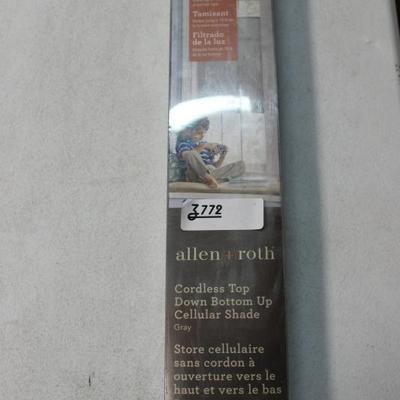 Tamisant
Filtrado
de la luz
3772
allen + roth
Cordless Top
Down Bottom Up
Cellular Shade
Gray
Store cellulaire
sans cordon à
ouverture vers le
haut et vers le bas